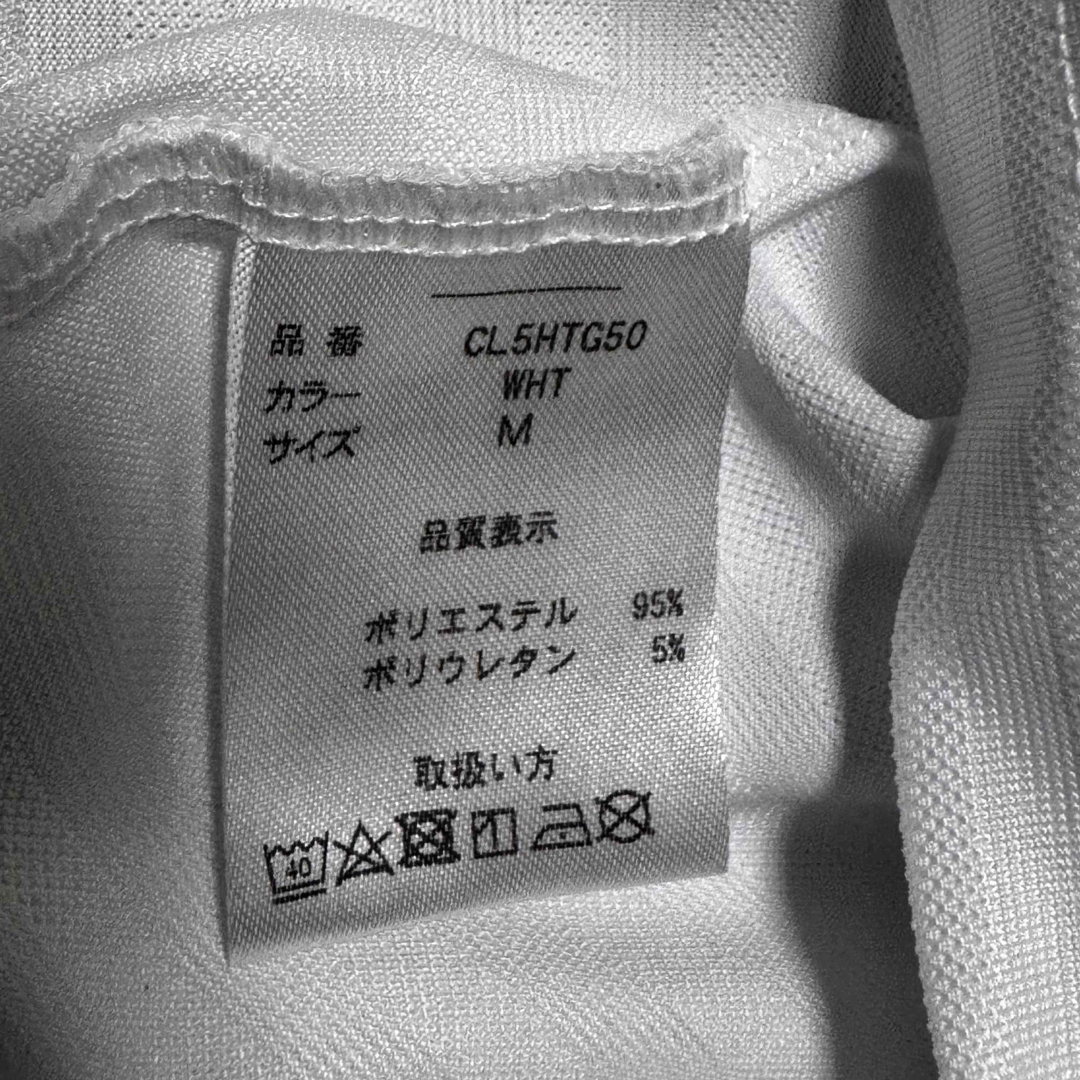 品番 CL5HTG50
カラー WHT
サイズ M
品質表示
ポリエステル 95%
ポリウレタン 5%
取扱い方
40